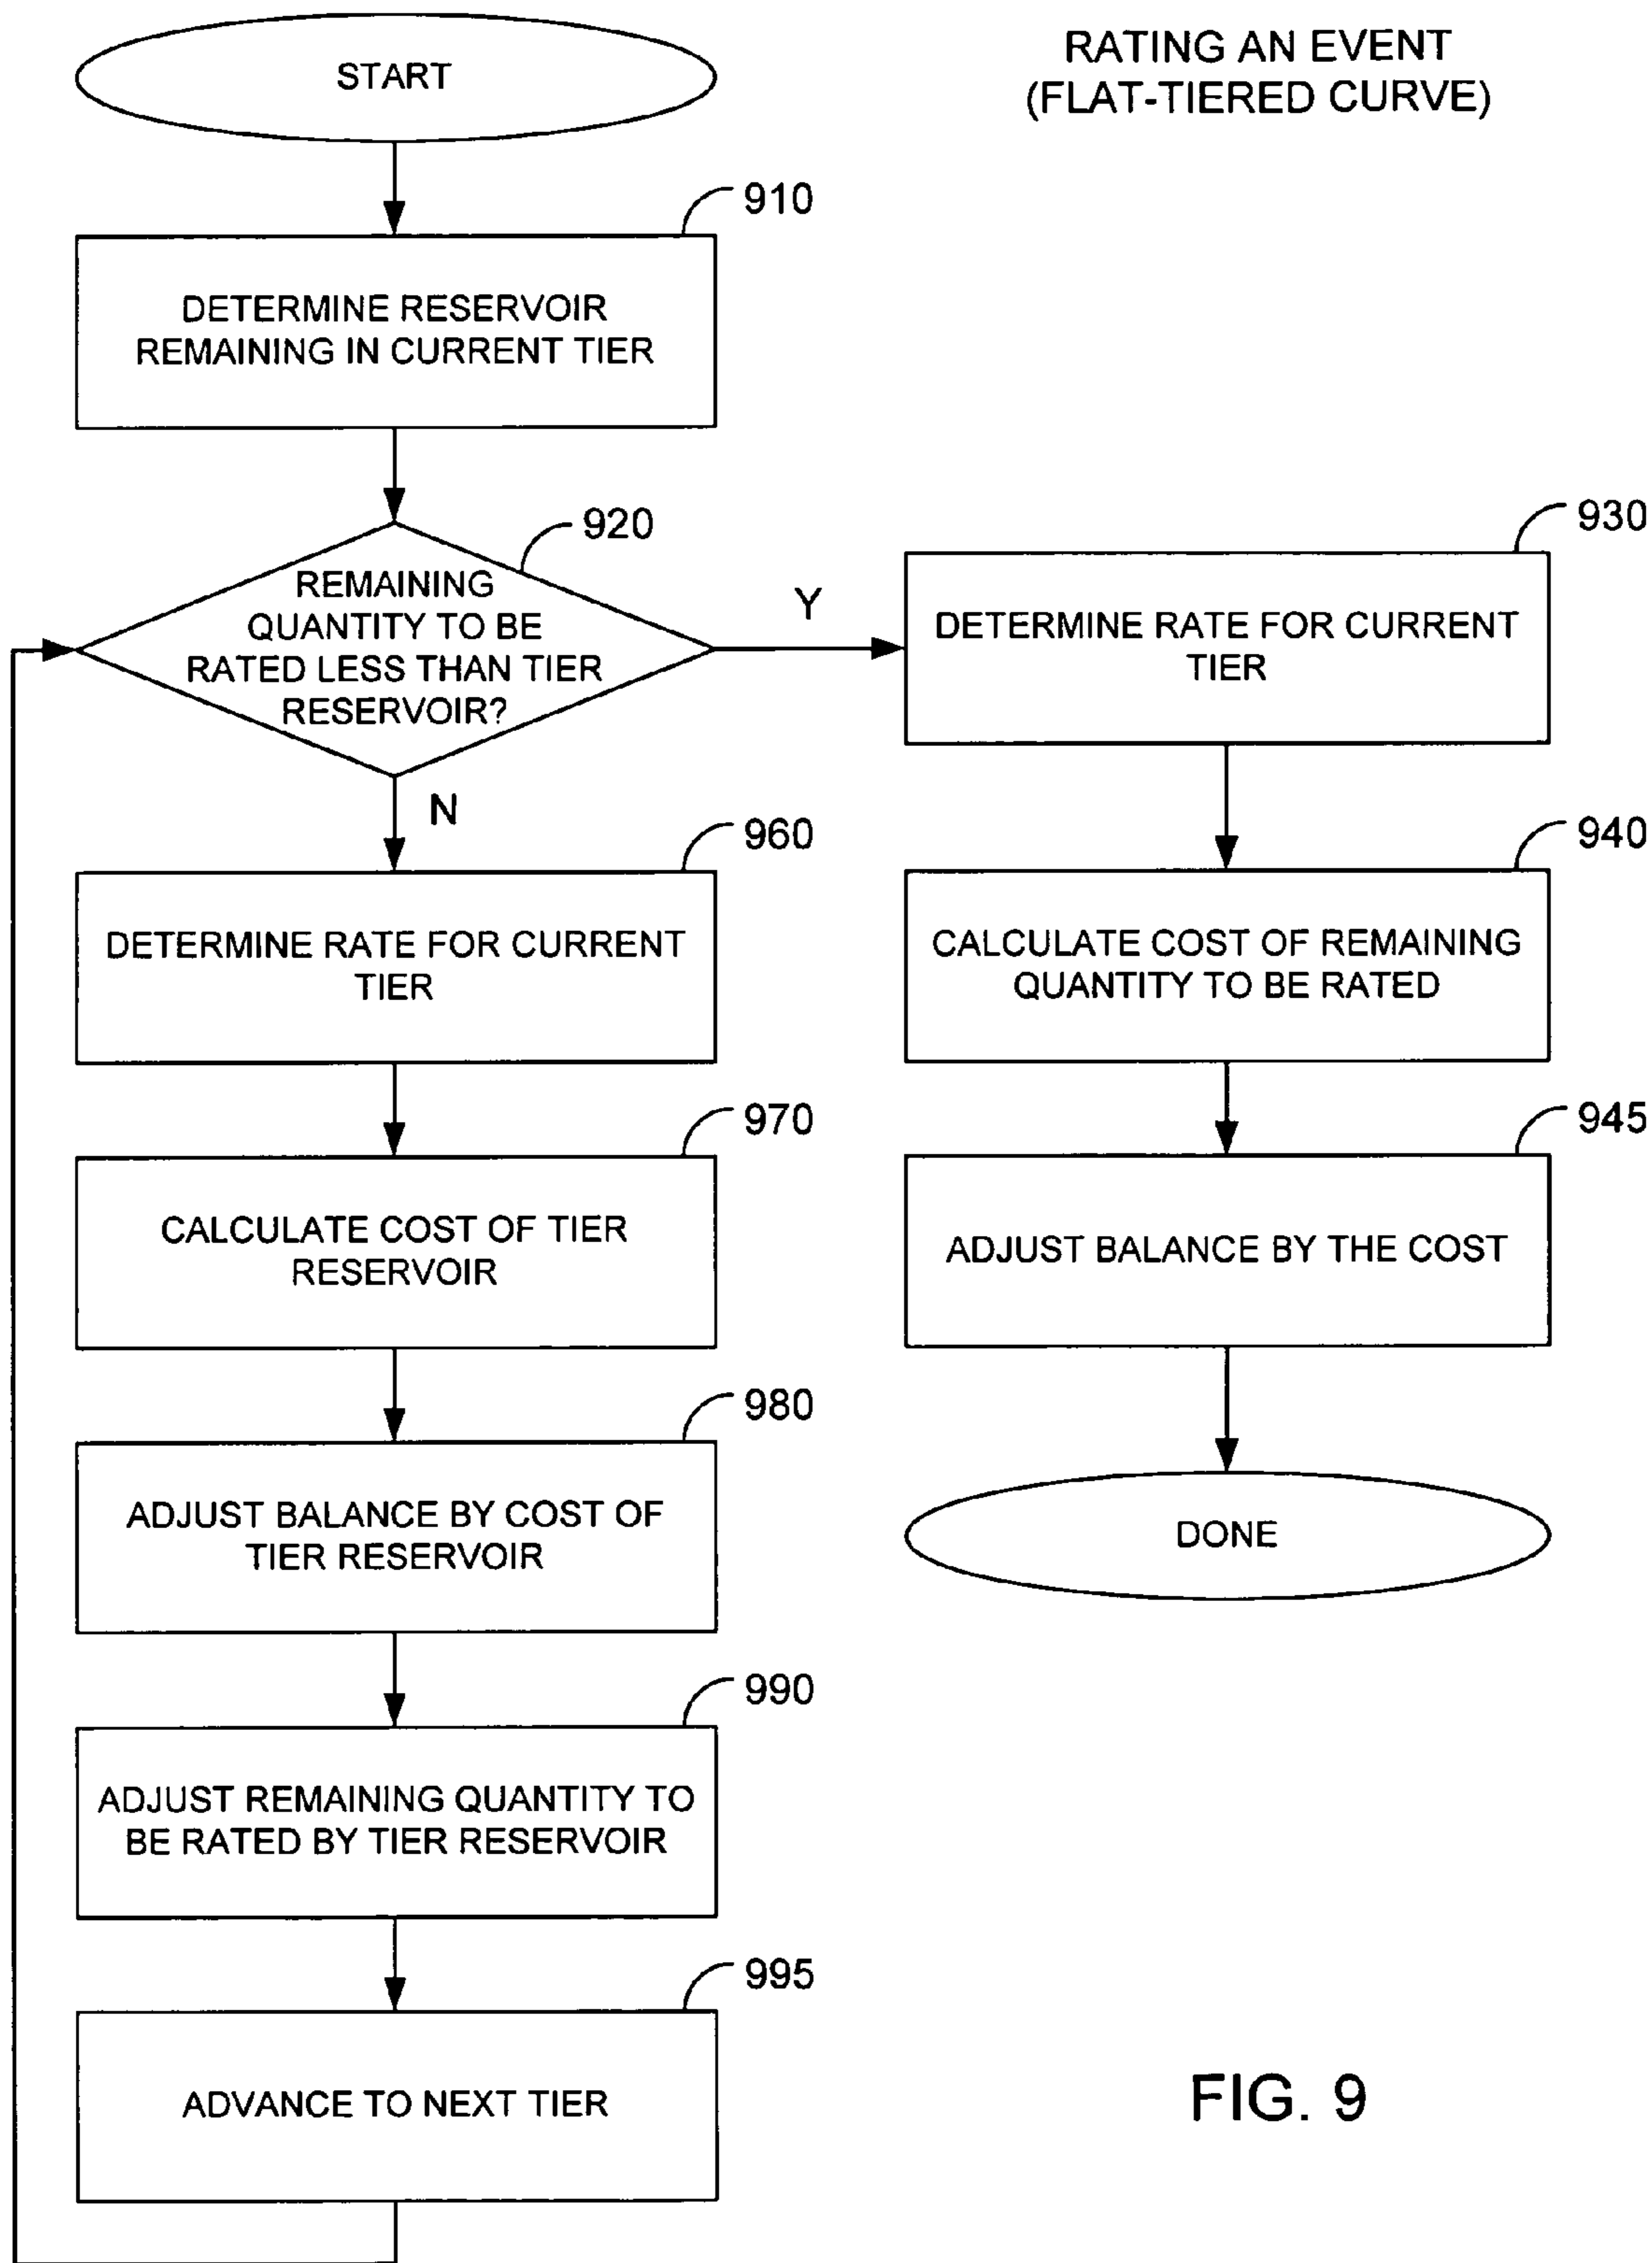 RATING AN EVENT
(FLAT-TIERED CURVE)
START
910
DETERMINE RESERVOIR
REMAINING IN CURRENT TIER
920
REMAINING
QUANTITY TO BE
RATED LESS THAN TIER
RESERVOIR?
Y
N
930
DETERMINE RATE FOR CURRENT
TIER
940
CALCULATE COST OF REMAINING
QUANTITY TO BE RATED
945
ADJUST BALANCE BY THE COST
DONE
960
DETERMINE RATE FOR CURRENT
TIER
970
CALCULATE COST OF TIER
RESERVOIR
980
ADJUST BALANCE BY COST OF
TIER RESERVOIR
990
ADJUST REMAINING QUANTITY TO
BE RATED BY TIER RESERVOIR
995
ADVANCE TO NEXT TIER
FIG. 9